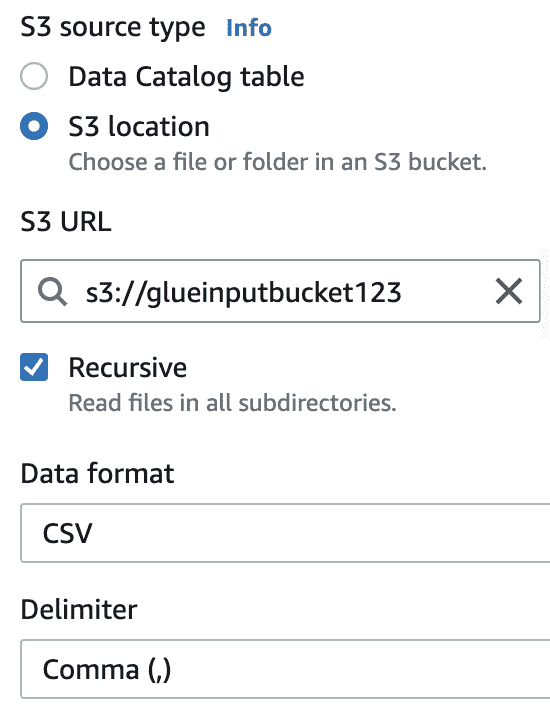 S3 source type Info
Data Catalog table
S3 location
Choose a file or folder in an S3 bucket.
S3 URL
s3://glueinputbucket123
Recursive
Read files in all subdirectories.
Data format
CSV
Delimiter
Comma (,)